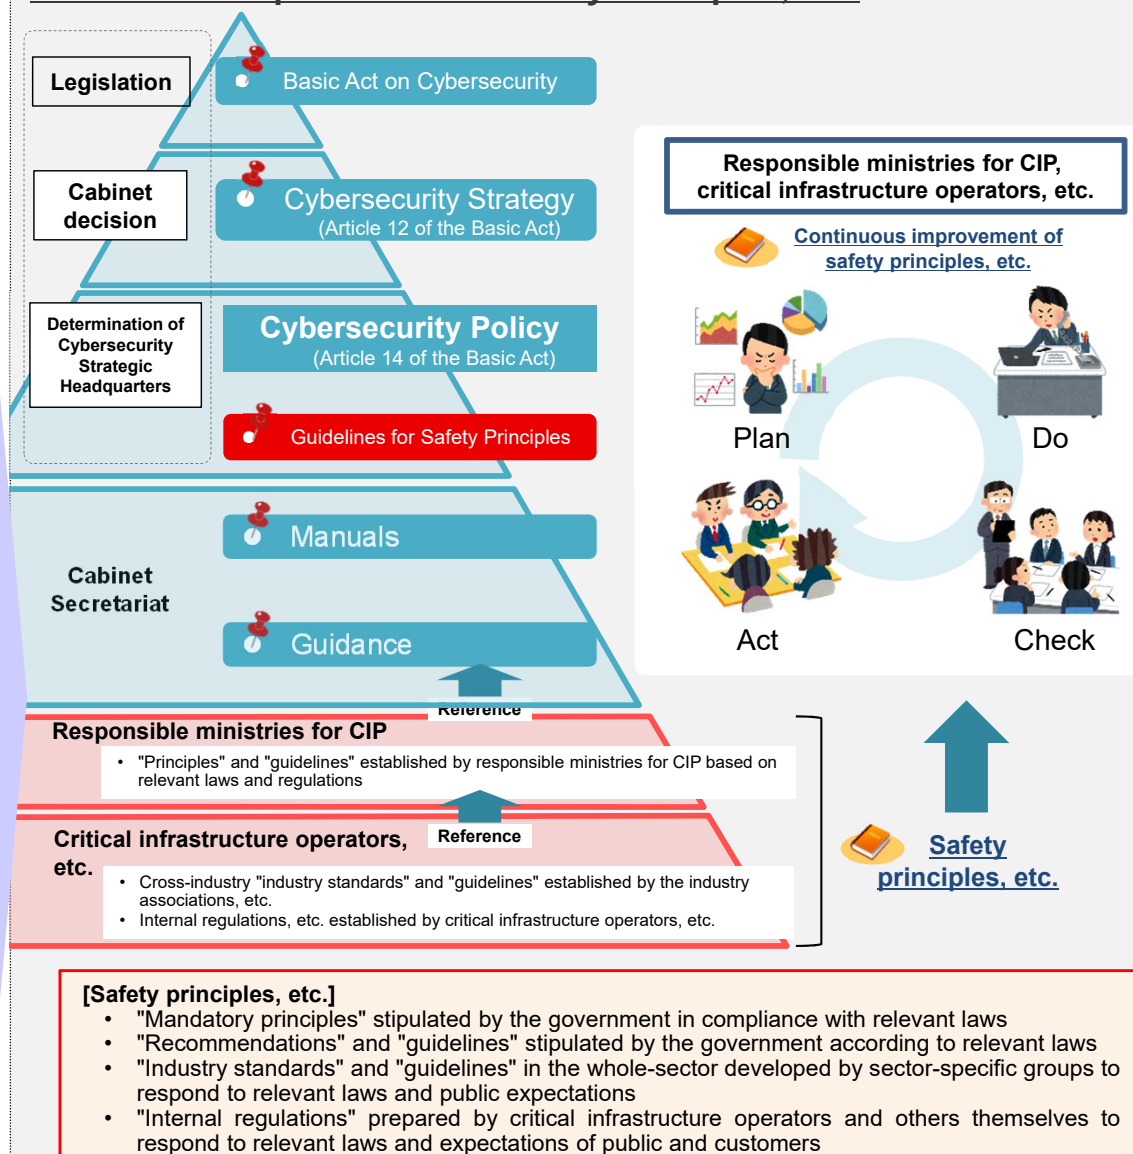 Legislation
Basic Act on Cybersecurity
Cabinet
decision
Cybersecurity Strategy
(Article 12 of the Basic Act)
Determination of
Cybersecurity
Strategic
Headquarters
Cybersecurity Policy
(Article 14 of the Basic Act)
Guidelines for Safety Principles
Cabinet
Secretariat
Manuals
Guidance
Reference
Responsible ministries for CIP
• "Principles" and "guidelines" established by responsible ministries for CIP based on
relevant laws and regulations
Reference
Critical infrastructure operators,
etc.
• Cross-industry "industry standards" and "guidelines" established by the industry
associations, etc.
• Internal regulations, etc. established by critical infrastructure operators, etc.
Responsible ministries for CIP,
critical infrastructure operators, etc.
Continuous improvement of
safety principles, etc.
Plan
Do
Act
Check
Safety
principles, etc.
[Safety principles, etc.]
• "Mandatory principles" stipulated by the government in compliance with relevant laws
• "Recommendations" and "guidelines" stipulated by the government according to relevant laws
• "Industry standards" and "guidelines" in the whole-sector developed by sector-specific groups to
respond to relevant laws and public expectations
• "Internal regulations" prepared by critical infrastructure operators and others themselves to
respond to relevant laws and expectations of public and customers